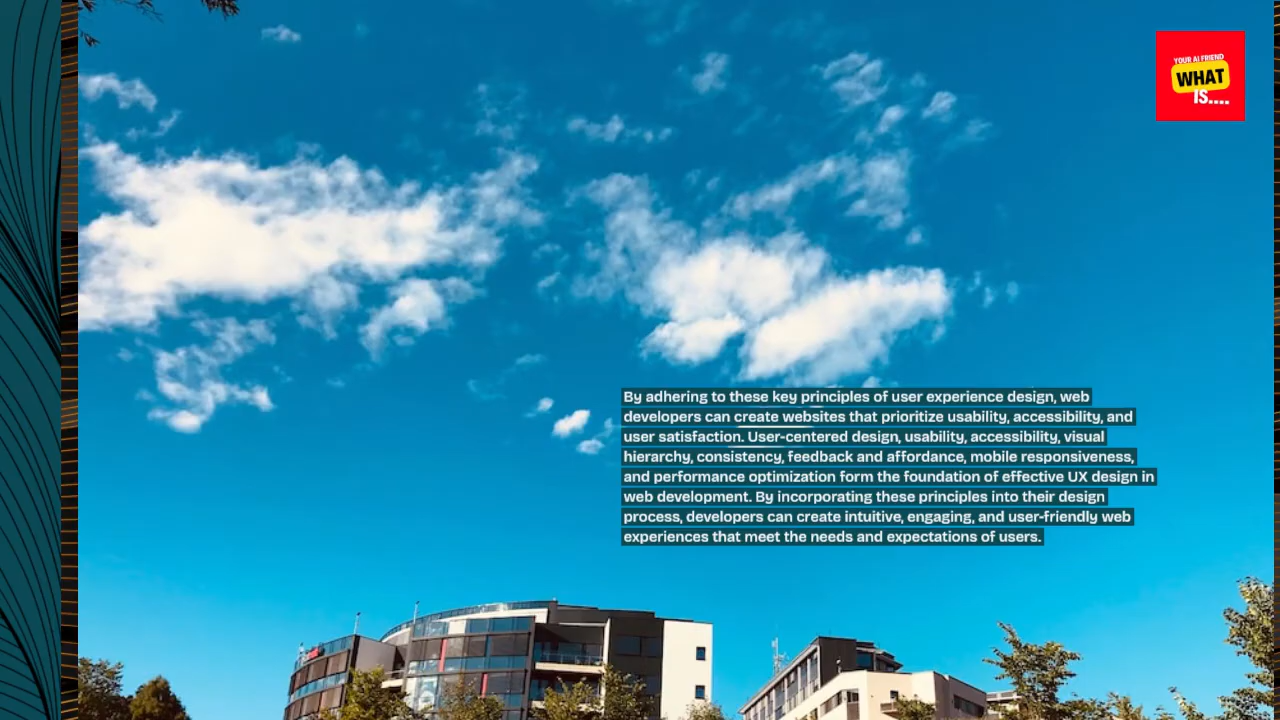 YOUR AI FRIEND
WHAT
IS....
By adhering to these key principles of user experience design, web
developers can create websites that prioritize usability, accessibility, and
user satisfaction. User-centered design, usability, accessibility, visual
hierarchy, consistency, feedback and affordance, mobile responsiveness,
and performance optimization form the foundation of effective UX design in
web development. By incorporating these principles into their design
process, developers can create intuitive, engaging, and user-friendly web
experiences that meet the needs and expectations of users.